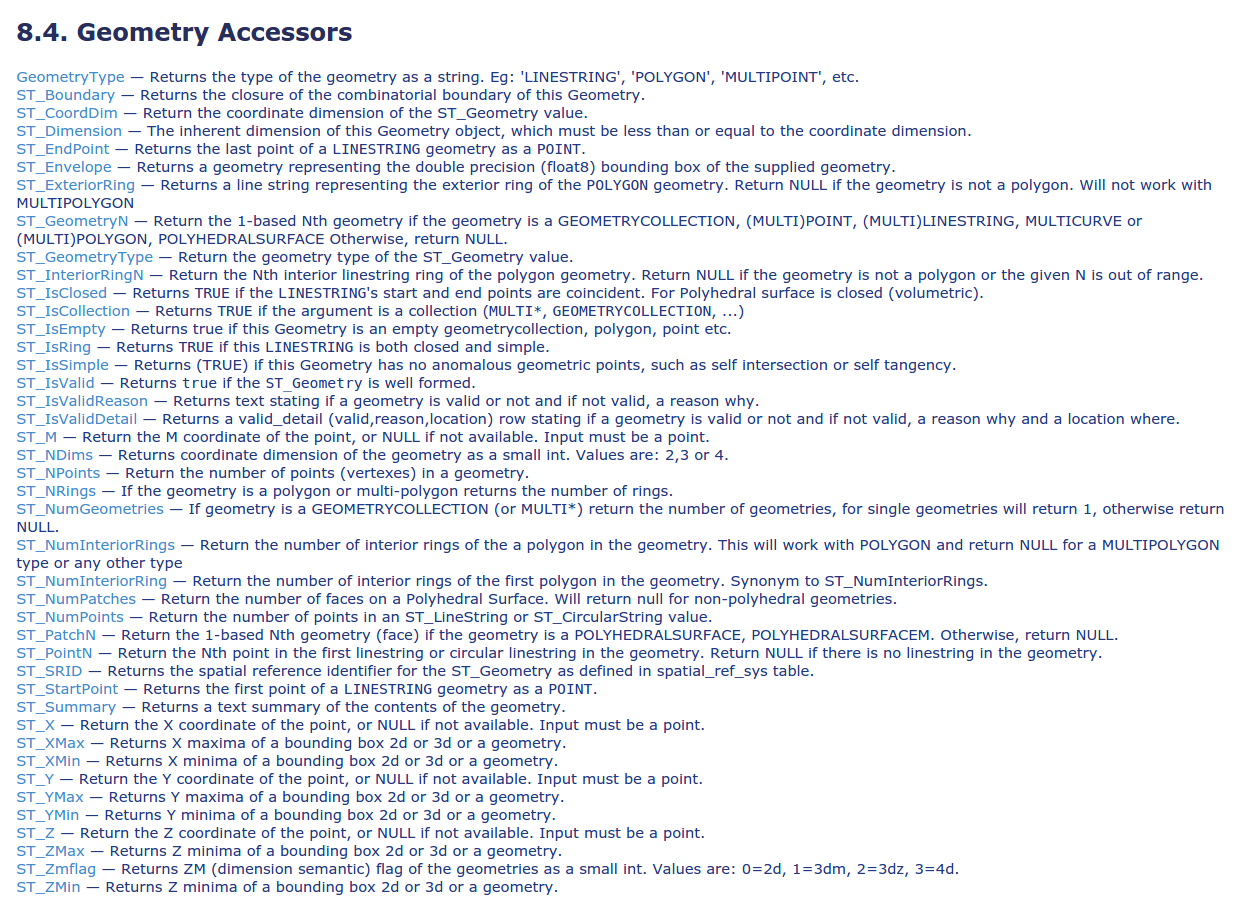 8.4. Geometry Accessors
GeometryType — Returns the type of the geometry as a string. Eg: 'LINESTRING', 'POLYGON', 'MULTIPOINT', etc.
ST_Boundary — Returns the closure of the combinatorial boundary of this Geometry.
ST_CoordDim — Return the coordinate dimension of the ST_Geometry value.
ST_Dimension — The inherent dimension of this Geometry object, which must be less than or equal to the coordinate dimension.
ST_EndPoint — Returns the last point of a LINESTRING geometry as a POINT.
ST_Envelope — Returns a geometry representing the double precision (float8) bounding box of the supplied geometry.
ST_ExteriorRing — Returns a line string representing the exterior ring of the POLYGON geometry. Return NULL if the geometry is not a polygon. Will not work with
MULTIPOLYGON
ST_GeometryN — Return the 1-based Nth geometry if the geometry is a GEOMETRYCOLLECTION, (MULTI)POINT, (MULTI)LINESTRING, MULTICURVE or
(MULTI)POLYGON, POLYHEDRALSURFACE Otherwise, return NULL.
ST_GeometryType — Return the geometry type of the ST_Geometry value.
ST_InteriorRingN — Return the Nth interior linestring ring of the polygon geometry. Return NULL if the geometry is not a polygon or the given N is out of range.
ST_IsClosed — Returns TRUE if the LINESTRING's start and end points are coincident. For Polyhedral surface is closed (volumetric).
ST_IsCollection — Returns TRUE if the argument is a collection (MULTI*, GEOMETRYCOLLECTION, ...)
ST_IsEmpty — Returns true if this Geometry is an empty geometrycollection, polygon, point etc.
ST_IsRing — Returns TRUE if this LINESTRING is both closed and simple.
ST_IsSimple — Returns (TRUE) if this Geometry has no anomalous geometric points, such as self intersection or self tangency.
ST_IsValid — Returns true if the ST_Geometry is well formed.
ST_IsValidReason — Returns text stating if a geometry is valid or not and if not valid, a reason why.
ST_IsValidDetail — Returns a valid_detail (valid,reason,location) row stating if a geometry is valid or not and if not valid, a reason why and a location where.
ST_M — Return the M coordinate of the point, or NULL if not available. Input must be a point.
ST_NDims — Returns coordinate dimension of the geometry as a small int. Values are: 2,3 or 4.
ST_NPoints — Return the number of points (vertexes) in a geometry.
ST_NRings — If the geometry is a polygon or multi-polygon returns the number of rings.
ST_NumGeometries — If geometry is a GEOMETRYCOLLECTION (or MULTI*) return the number of geometries, for single geometries will return 1, otherwise return
NULL.
ST_NumInteriorRings — Return the number of interior rings of the a polygon in the geometry. This will work with POLYGON and return NULL for a MULTIPOLYGON
type or any other type
ST_NumInteriorRing — Return the number of interior rings of the first polygon in the geometry. Synonym to ST_NumInteriorRings.
ST_NumPatches — Return the number of faces on a Polyhedral Surface. Will return null for non-polyhedral geometries.
ST_NumPoints — Return the number of points in an ST_LineString or ST_CircularString value.
ST_PatchN — Return the 1-based Nth geometry (face) if the geometry is a POLYHEDRALSURFACE, POLYHEDRALSURFACEM. Otherwise, return NULL.
ST_PointN — Return the Nth point in the first linestring or circular linestring in the geometry. Return NULL if there is no linestring in the geometry.
ST_SRID — Returns the spatial reference identifier for the ST_Geometry as defined in spatial_ref_sys table.
ST_StartPoint — Returns the first point of a LINESTRING geometry as a POINT.
ST_Summary — Returns a text summary of the contents of the geometry.
ST_X — Return the X coordinate of the point, or NULL if not available. Input must be a point.
ST_XMax — Returns X maxima of a bounding box 2d or 3d or a geometry.
ST_XMin — Returns X minima of a bounding box 2d or 3d or a geometry.
ST_Y — Return the Y coordinate of the point, or NULL if not available. Input must be a point.
ST_YMax — Returns Y maxima of a bounding box 2d or 3d or a geometry.
ST_YMin — Returns Y minima of a bounding box 2d or 3d or a geometry.
ST_Z — Return the Z coordinate of the point, or NULL if not available. Input must be a point.
ST_ZMax — Returns Z minima of a bounding box 2d or 3d or a geometry.
ST_Zmflag — Returns ZM (dimension semantic) flag of the geometries as a small int. Values are: 0=2d, 1=3dm, 2=3dz, 3=4d.
ST_ZMin — Returns Z minima of a bounding box 2d or 3d or a geometry.